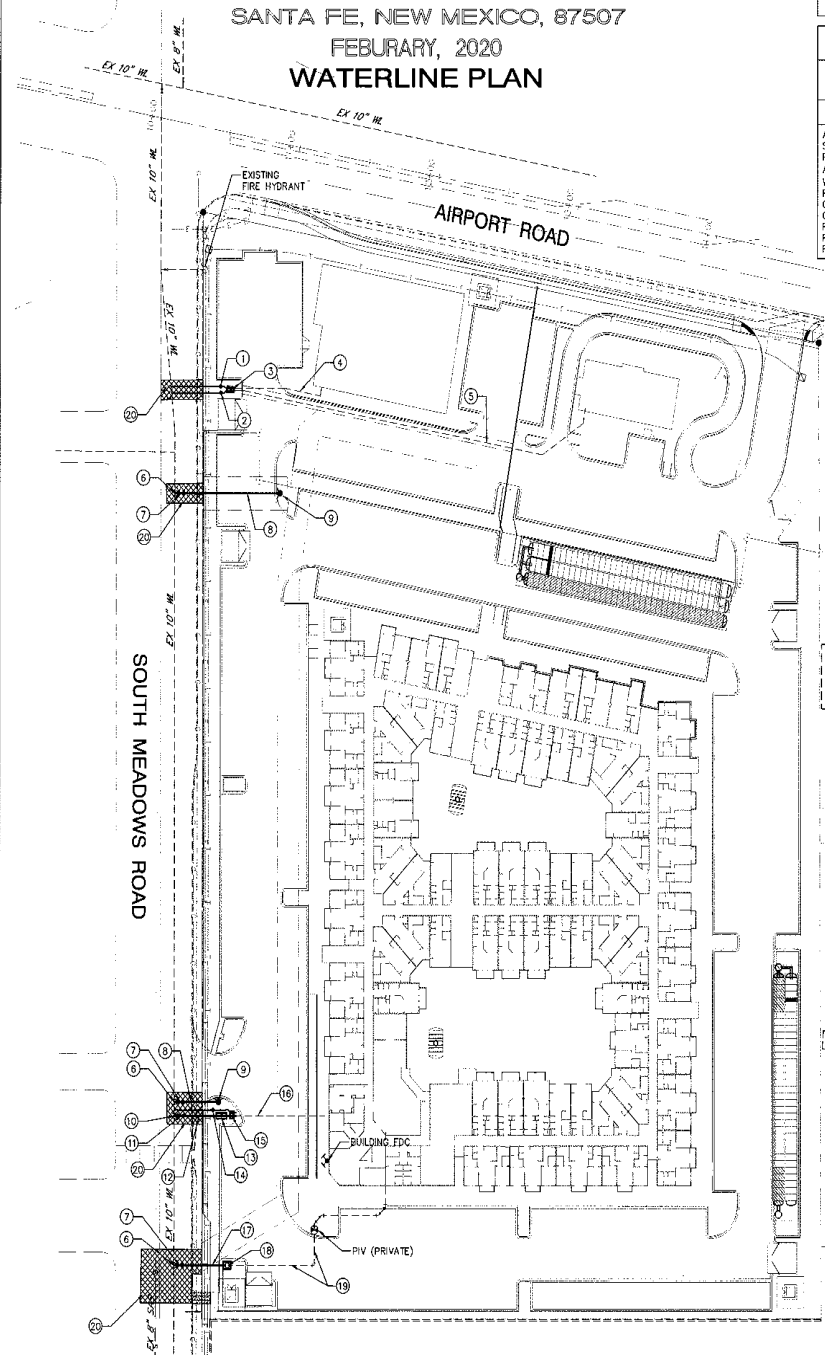 SANTA FE, NEW MEXICO, 87507
FEBURARY, 2020
WATERLINE PLAN
EX 10" WL
EX 8" WL
EX 10" WL
EX 10" WL
EXISTING
FIRE HYDRANT
AIRPORT ROAD
EX 10" WL
1
3
4
2
20
5
6
7
20
8
9
EX 10" WL
SOUTH MEADOWS ROAD
7
8
9
6
16
10
11
15
13
20
14
12
BUILDING FDC
EX 10" WL
7
17
6
18
PIV (PRIVATE)
19
20